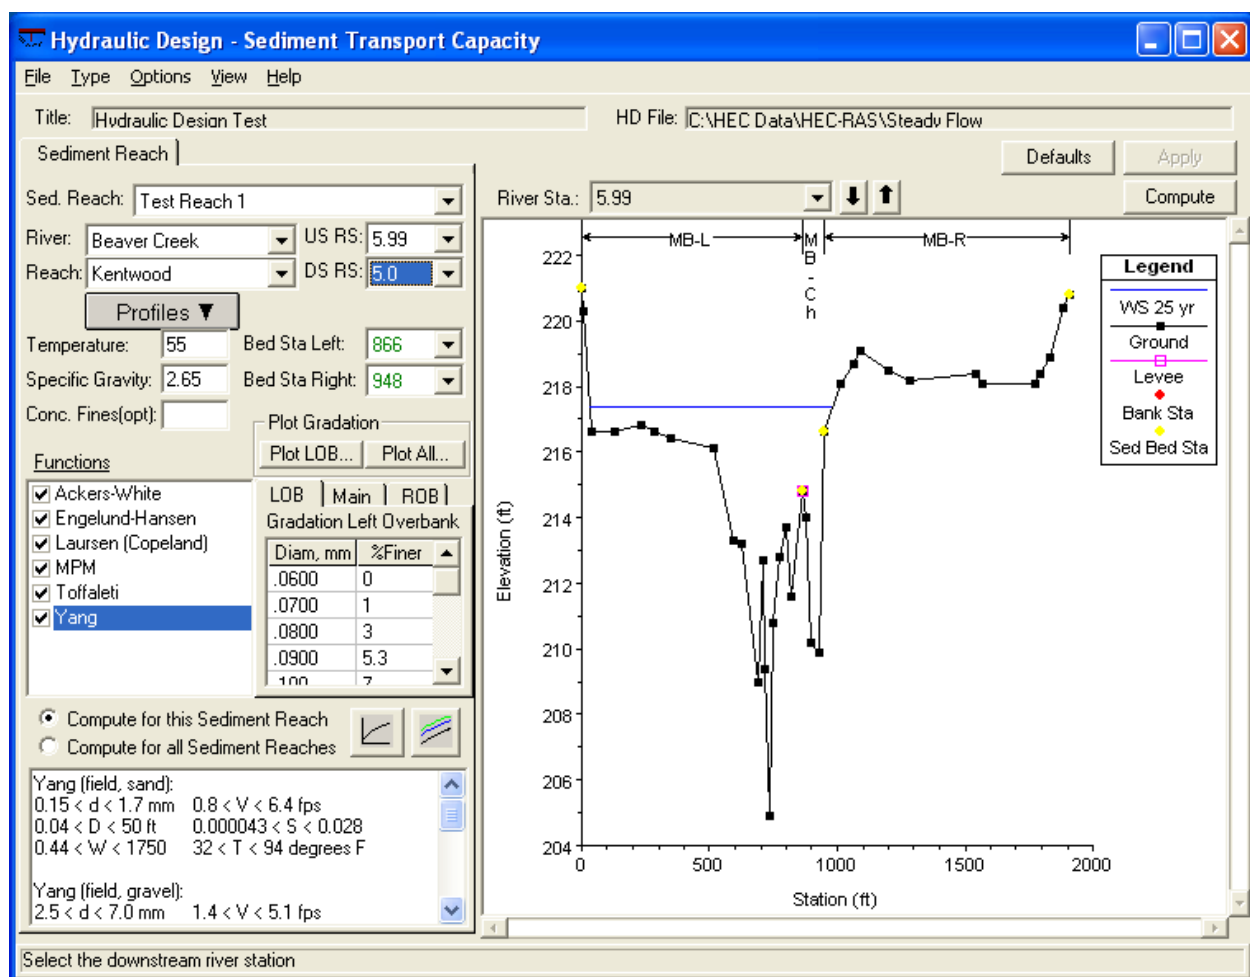 Hydraulic Design - Sediment Transport Capacity
File Type Options View Help
Title: Hydraulic Design Test HD File: C:\HEC Data\HEC-RAS\Steady Flow
Sediment Reach Defaults Apply
Sed. Reach: Test Reach 1 River Sta.: 5.99 Compute
River: Beaver Creek US RS: 5.99
Reach: Kentwood DS RS: 5.0
Profiles ▼
Temperature: 55 Bed Sta Left: 866
Specific Gravity: 2.65 Bed Sta Right: 948
Conc. Fines(opt):
Plot Gradation
Plot LOB... Plot All...
Functions
Ackers-White
Engelund-Hansen
Laursen (Copeland)
MPM
Toffaleti
Yang
LOB Main ROB
Gradation Left Overbank
Diam, mm %Finer
.0600 0
.0700 1
.0800 3
.0900 5.3
.100 7
Compute for this Sediment Reach
Compute for all Sediment Reaches
Yang (field, sand):
0.15 < d < 1.7 mm 0.8 < V < 6.4 fps
0.04 < D < 50 ft 0.000043 < S < 0.028
0.44 < W < 1750 32 < T < 94 degrees F
Yang (field, gravel):
2.5 < d < 7.0 mm 1.4 < V < 5.1 fps
MB-L
MB-Ch
MB-R
Elevation (ft)
222
220
218
216
214
212
210
208
206
204
0 500 1000 1500 2000
Station (ft)
Legend
WS 25 yr
Ground
Levee
Bank Sta
Sed Bed Sta
Select the downstream river station